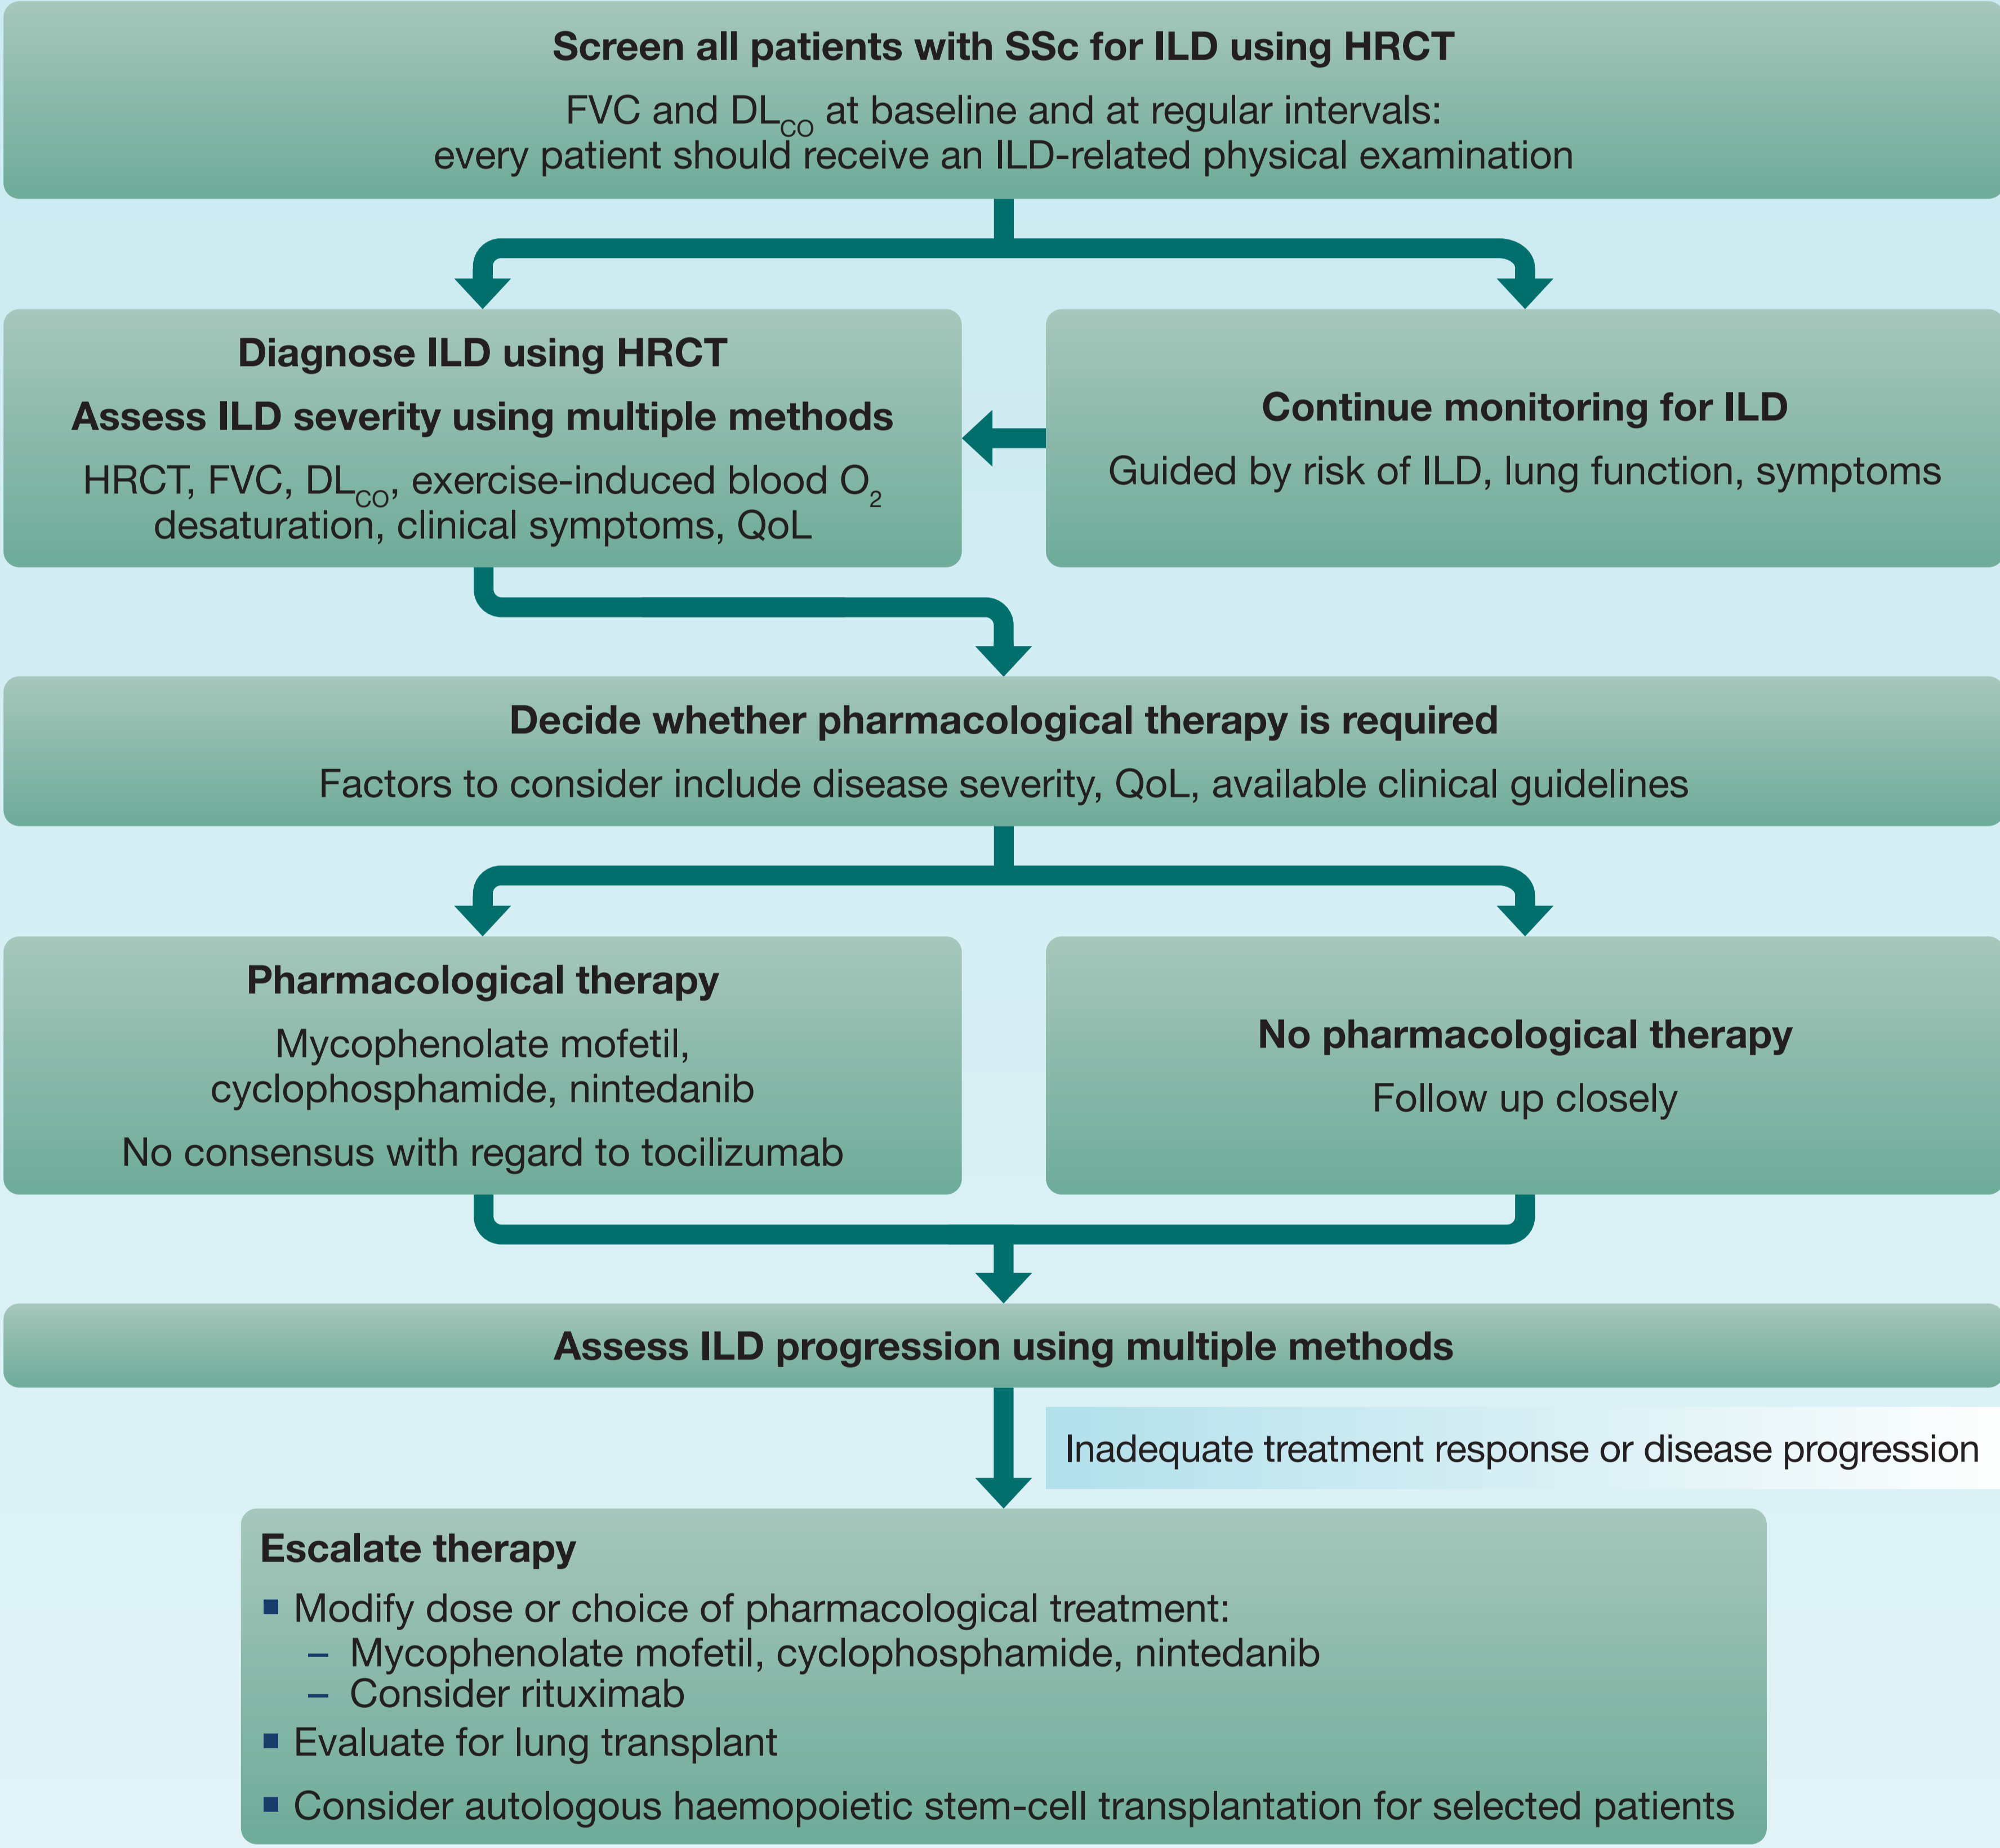 Screen all patients with SSc for ILD using HRCT
FVC and DLCO at baseline and at regular intervals:
every patient should receive an ILD-related physical examination
Diagnose ILD using HRCT
Assess ILD severity using multiple methods
HRCT, FVC, DLCO, exercise-induced blood O2
desaturation, clinical symptoms, QoL
Continue monitoring for ILD
Guided by risk of ILD, lung function, symptoms
Decide whether pharmacological therapy is required
Factors to consider include disease severity, QoL, available clinical guidelines
Pharmacological therapy
Mycophenolate mofetil,
cyclophosphamide, nintedanib
No consensus with regard to tocilizumab
No pharmacological therapy
Follow up closely
Assess ILD progression using multiple methods
Inadequate treatment response or disease progression
Escalate therapy
▪ Modify dose or choice of pharmacological treatment:
– Mycophenolate mofetil, cyclophosphamide, nintedanib
– Consider rituximab
▪ Evaluate for lung transplant
▪ Consider autologous haemopoietic stem-cell transplantation for selected patients